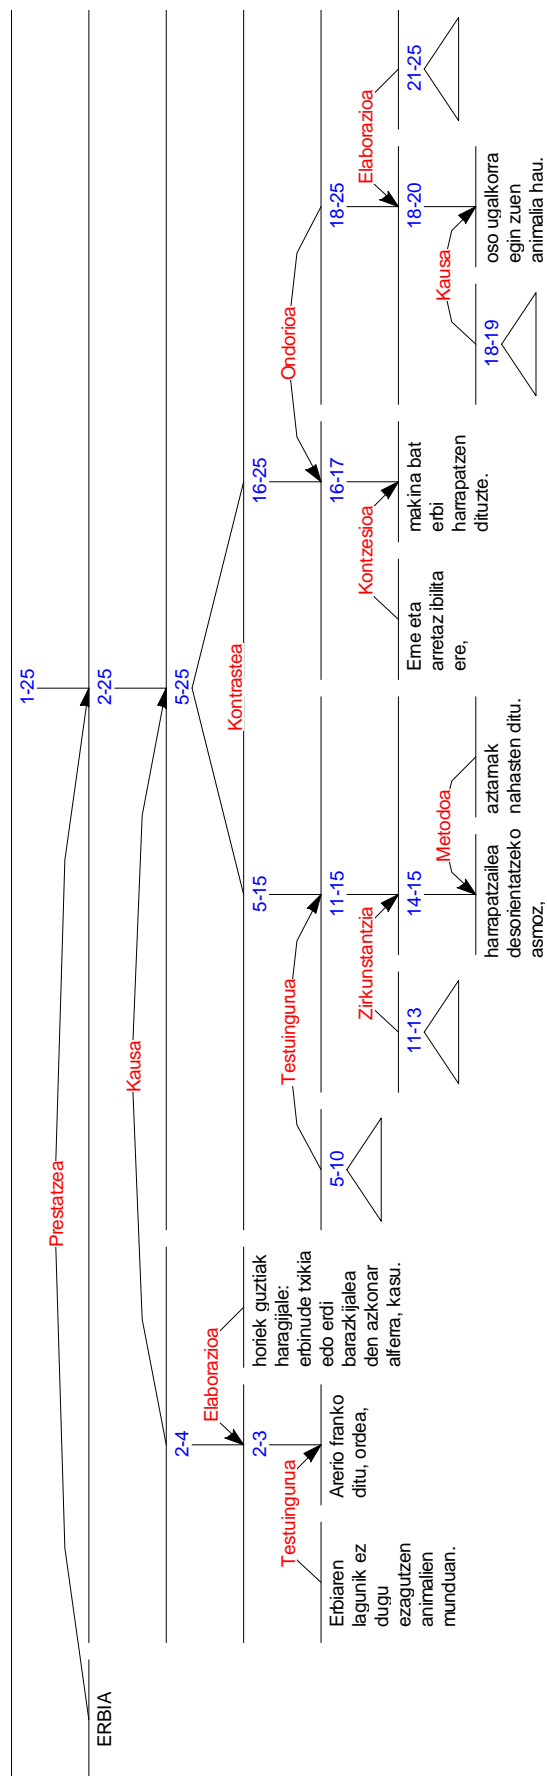 1-25
Prestatzea
ERBIA
2-25
Kausa
2-4
Elaborazioa
2-3
Testuingurua
Erbiaren
lagunik ez
dugu
ezagutzen
animalien
munduan.
Arerio franko
ditu, ordea,
horiek guztiak
haragijale:
erbinude txikia
edo erdi
barazkijalea
den azkonar
alferra, kasu.
5-25
Kontrastea
5-15
Testuingurua
5-10
11-15
Zirkunstantzia
11-13
14-15
Metodoa
harrapatzailea
desorientatzeko
asmoz,
aztarnak
nahasten ditu.
16-25
Ondorioa
16-17
Kontzesioa
Erne eta
arretaz ibilita
ere,
makina bat
erbi
harrapatzen
dituzte.
18-25
Elaborazioa
18-20
Kausa
18-19
oso ugalkorra
egin zuen
animalia hau.
21-25